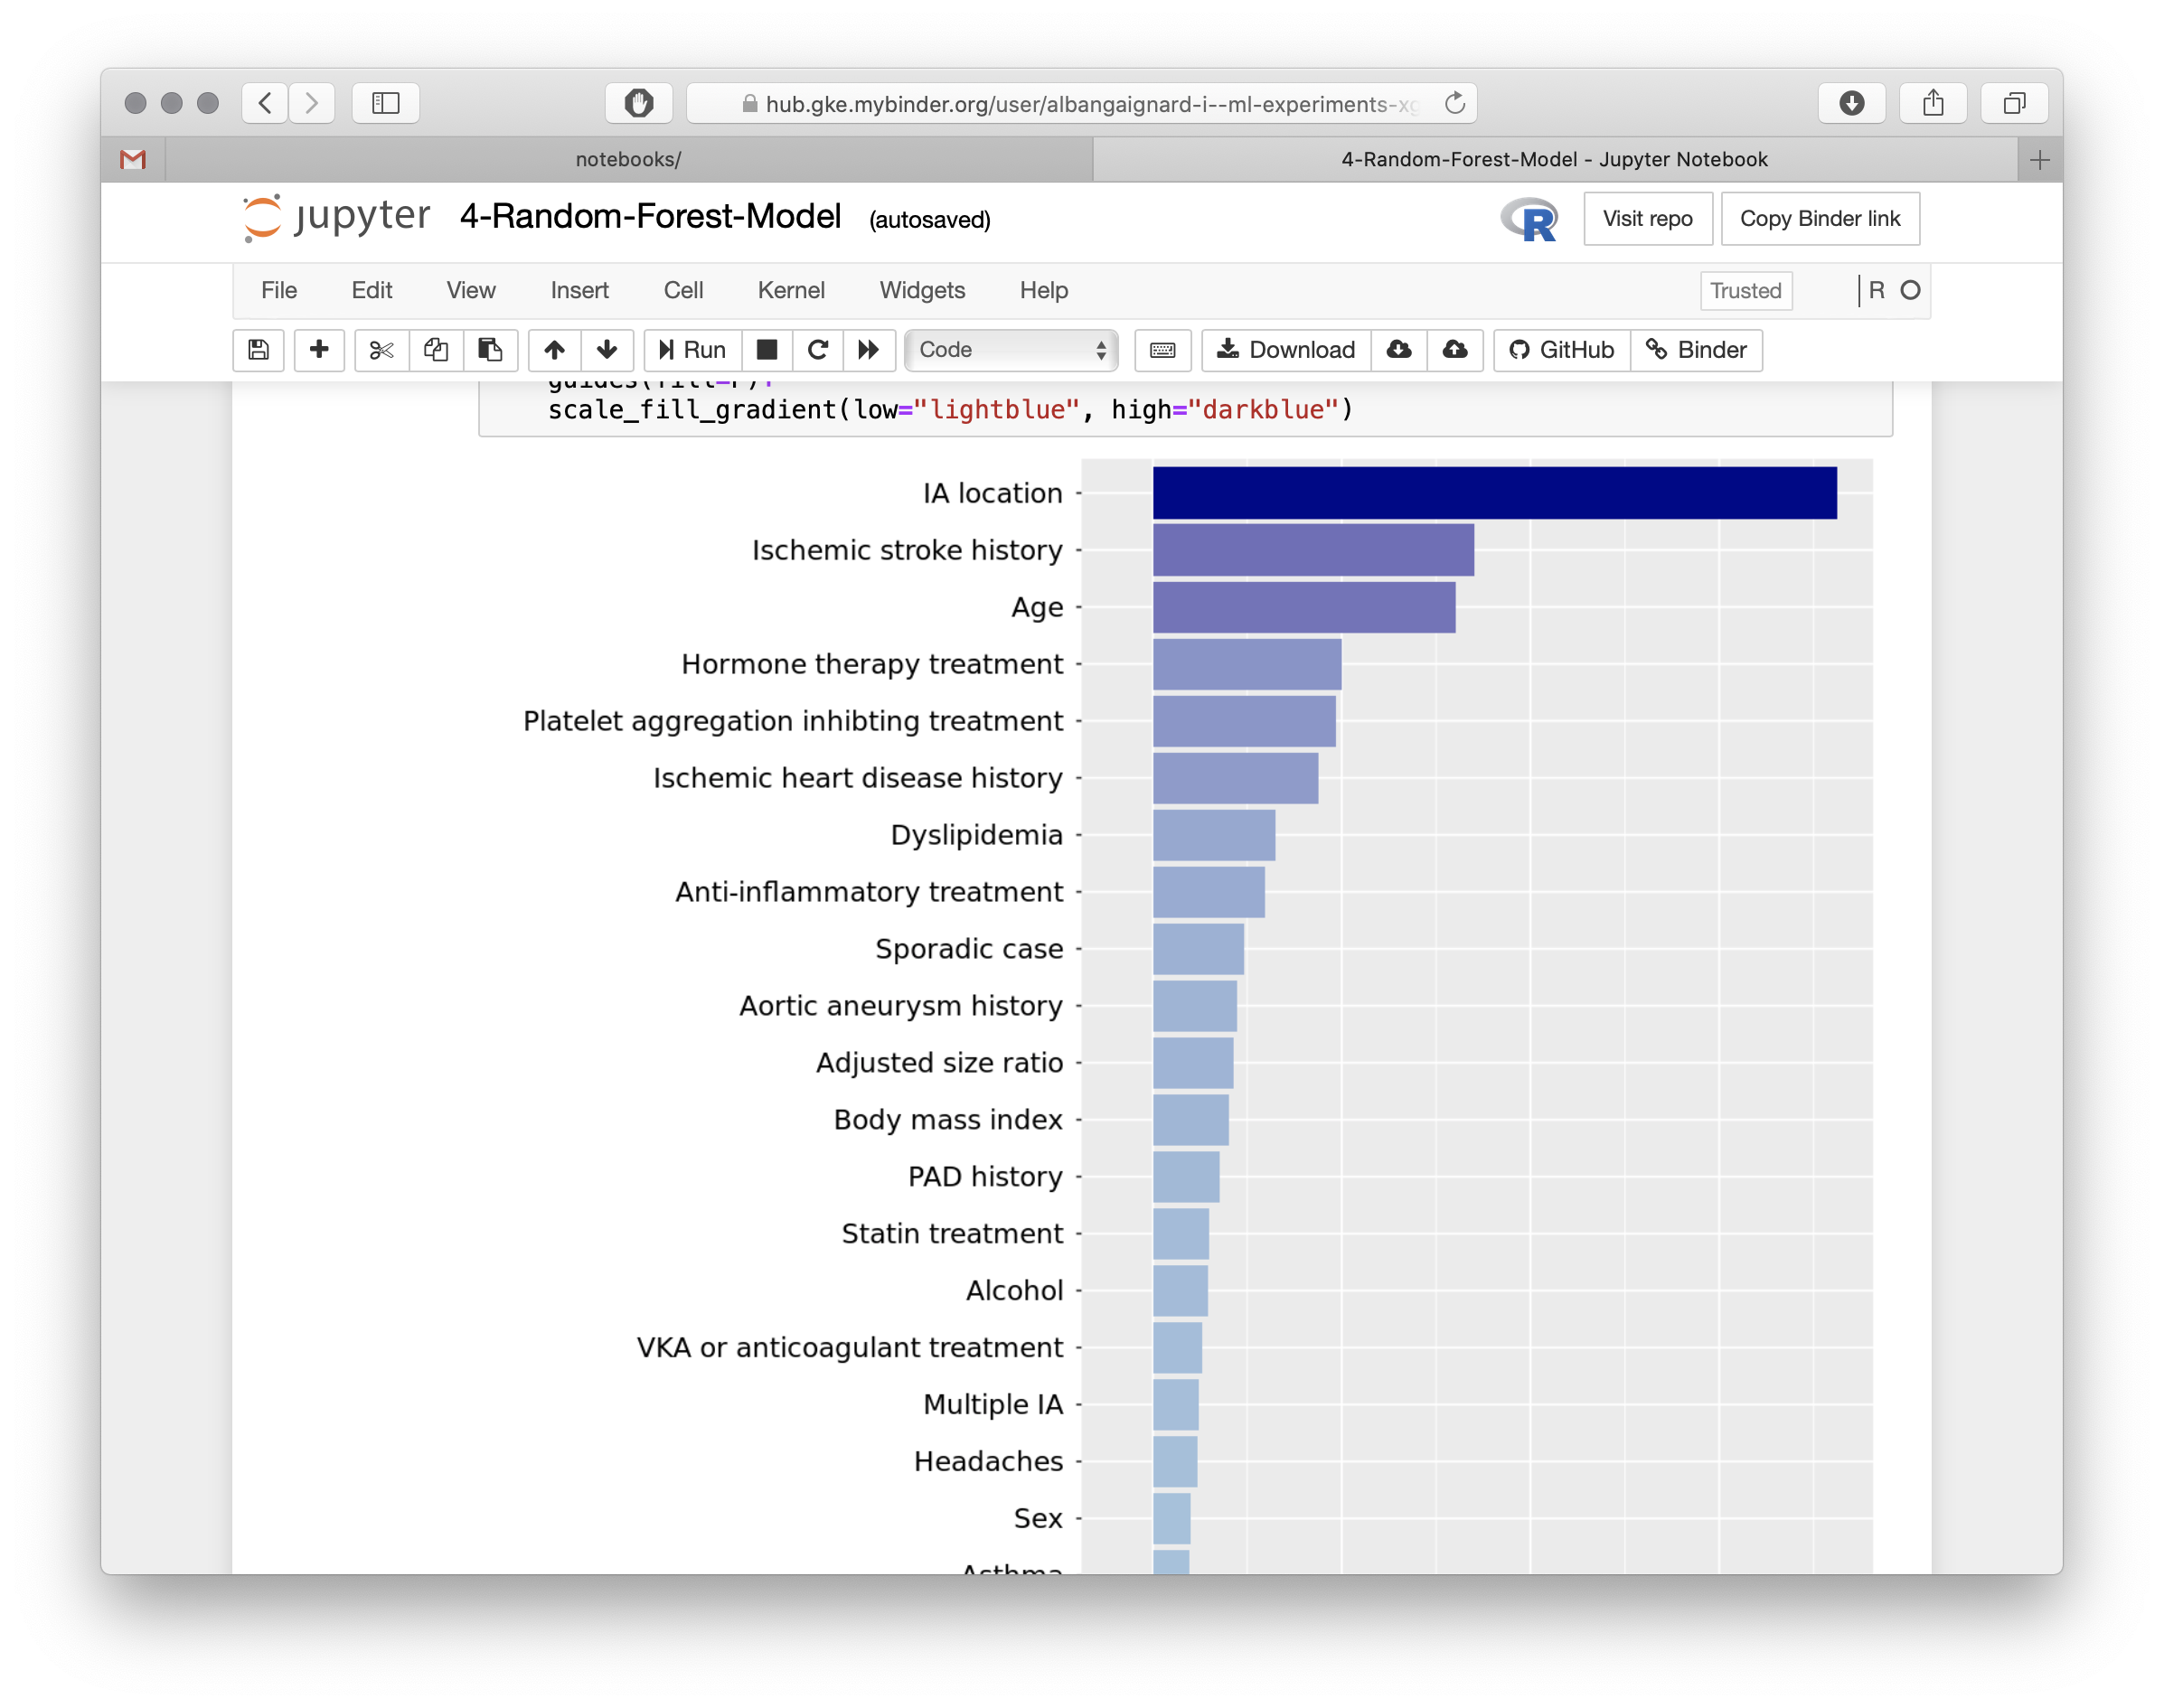 hub.gke.mybinder.org/user/albangaignard-i--ml-experiments-xg
notebooks/
4-Random-Forest-Model - Jupyter Notebook
jupyter 4-Random-Forest-Model (autosaved)
R
Visit repo
Copy Binder link
File Edit View Insert Cell Kernel Widgets Help
Trusted
R
Run
Code
Download
GitHub
Binder
guides(fill=F)+
scale_fill_gradient(low="lightblue", high="darkblue")
IA location
Ischemic stroke history
Age
Hormone therapy treatment
Platelet aggregation inhibting treatment
Ischemic heart disease history
Dyslipidemia
Anti-inflammatory treatment
Sporadic case
Aortic aneurysm history
Adjusted size ratio
Body mass index
PAD history
Statin treatment
Alcohol
VKA or anticoagulant treatment
Multiple IA
Headaches
Sex
Asthma